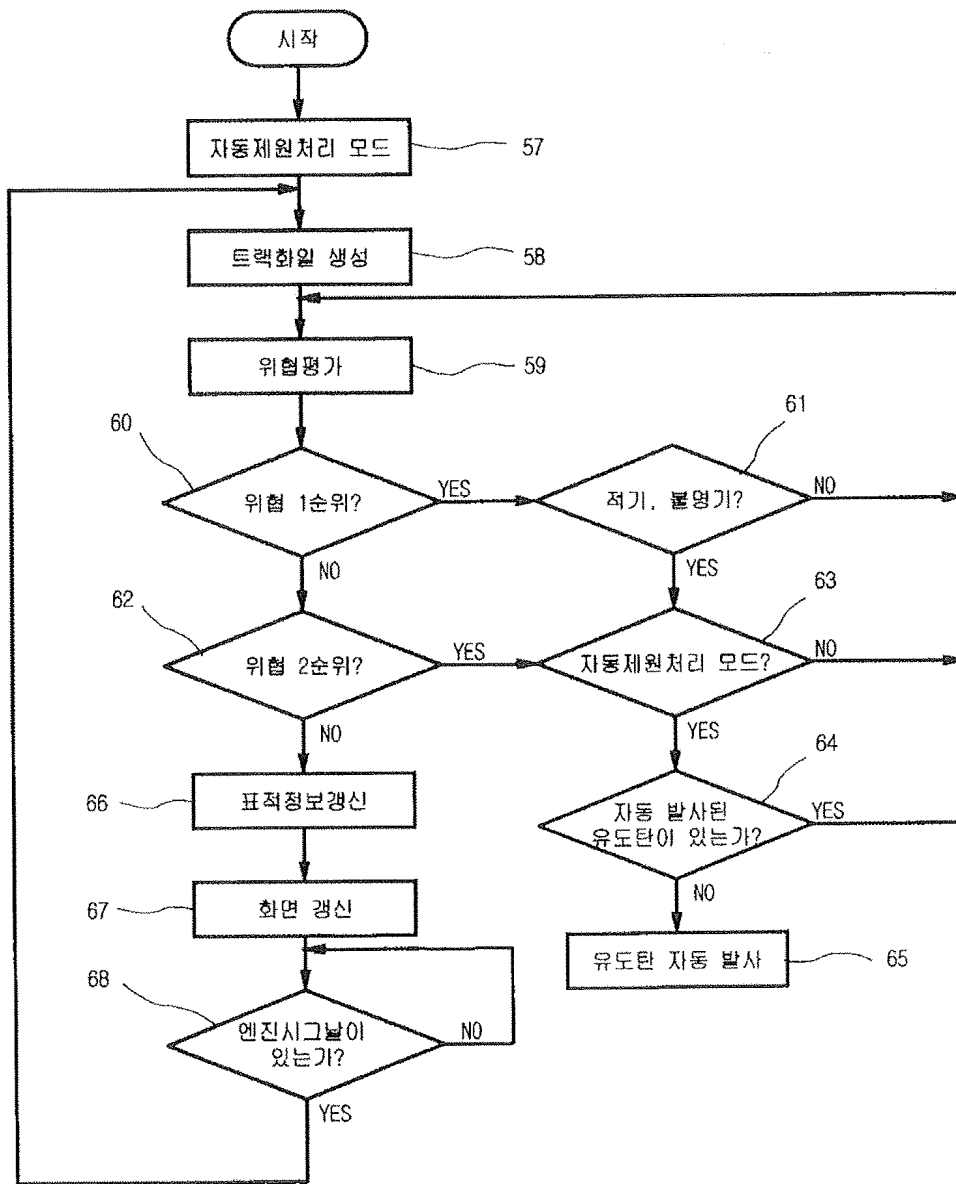 시작
자동제원처리 모드
57
트랙화일 생성
58
위협평가
59
60
위협 1순위?
YES
NO
61
적기, 불명기?
NO
YES
62
위협 2순위?
YES
NO
63
자동제원처리 모드?
NO
YES
64
자동 발사된
유도탄이 있는가?
YES
NO
66
표적정보갱신
67
화면 갱신
유도탄 자동 발사
65
68
엔진시그날이
있는가?
NO
YES